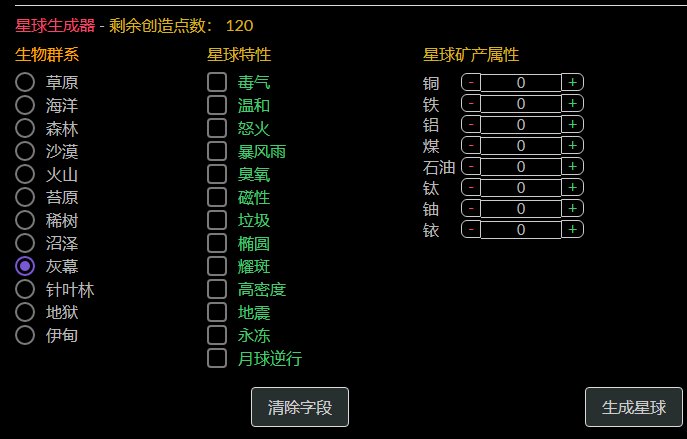 星球生成器 - 剩余创造点数： 120
生物群系 星球特性 星球矿产属性
草原 毒气 铜 - 0 +
海洋 温和 铁 - 0 +
森林 怒火 铝 - 0 +
沙漠 暴风雨 煤 - 0 +
火山 臭氧 石油 - 0 +
苔原 磁性 钛 - 0 +
稀树 垃圾 铀 - 0 +
沼泽 椭圆 铱 - 0 +
灰幕 耀斑
针叶林 高密度
地狱 地震
伊甸 永冻
月球逆行
清除字段 生成星球